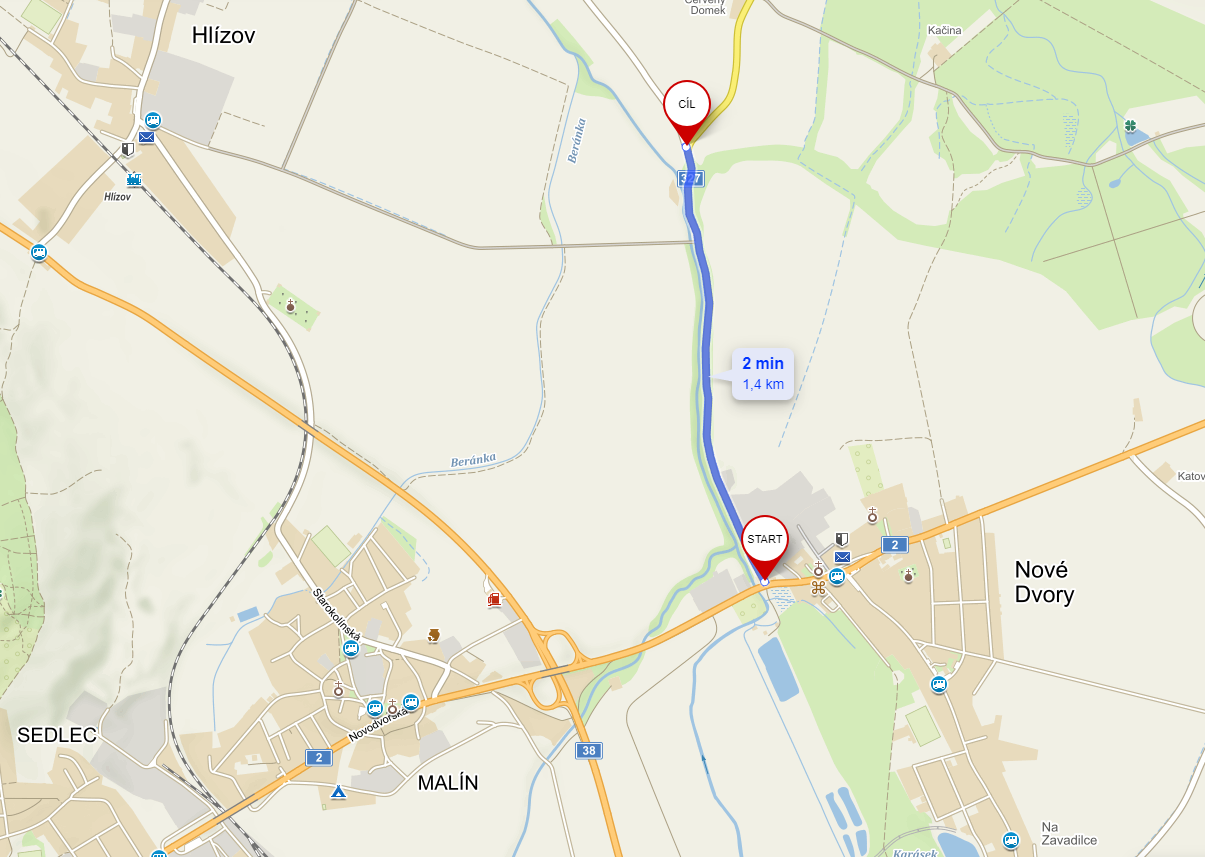 Červený
Domek
Hlízov
Kačina
CÍL
Beránka
327
Hlízov
2 min
1,4 km
Beránka
Katov
START
2
Nové
Dvory
Starokolínská
Novodvorská
SEDLEC
2
38
MALÍN
Na
Zavadilce
Karásek